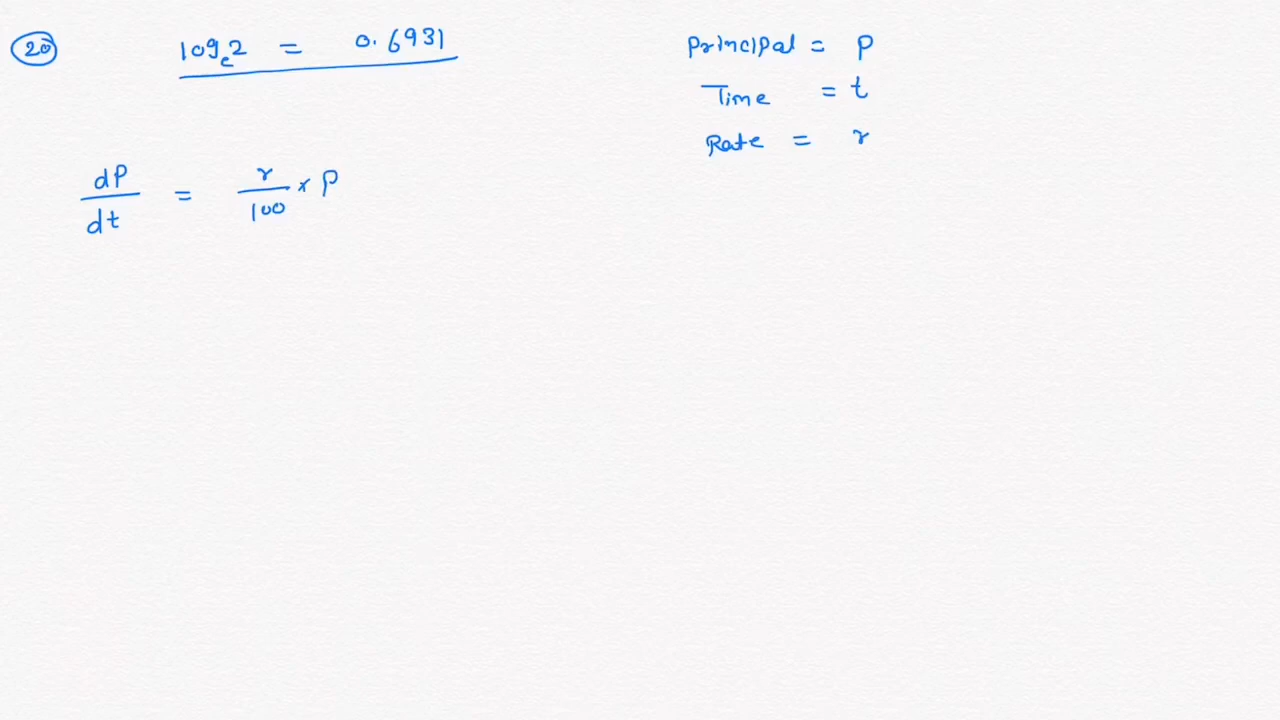 20
log_e 2 = 0.6931
Principal = P
Time = t
Rate = r
dP/dt = r/100 × P